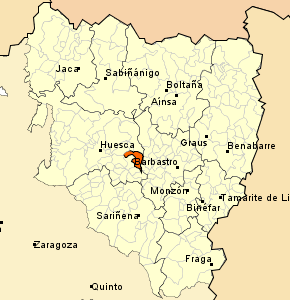 Jaca
Sabiñánigo
Boltaña
Aínsa
Graus
Benabarre
Huesca
Barbastro
Monzón
Tamarite de Li
Binéfar
Sariñena
Zaragoza
Fraga
Quinto